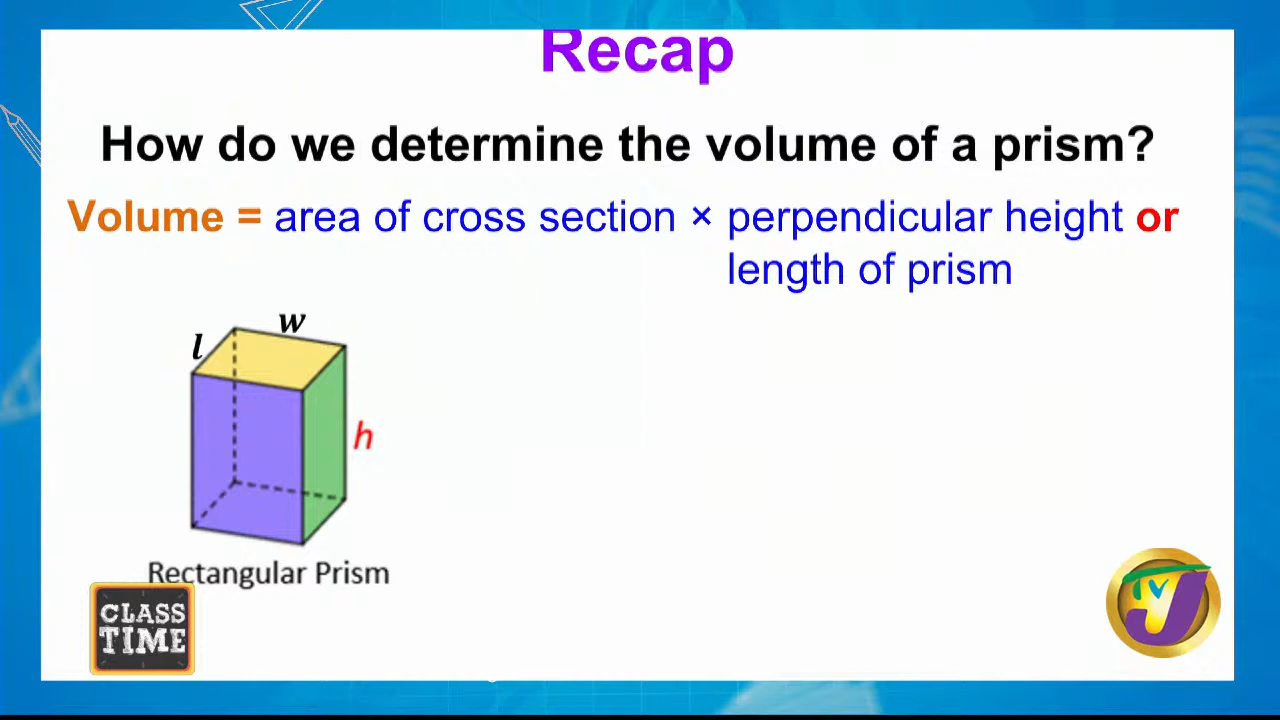 Recap
How do we determine the volume of a prism?
Volume = area of cross section × perpendicular height or
length of prism
w
l
h
Rectangular Prism
CLASS
TIME
TVJ